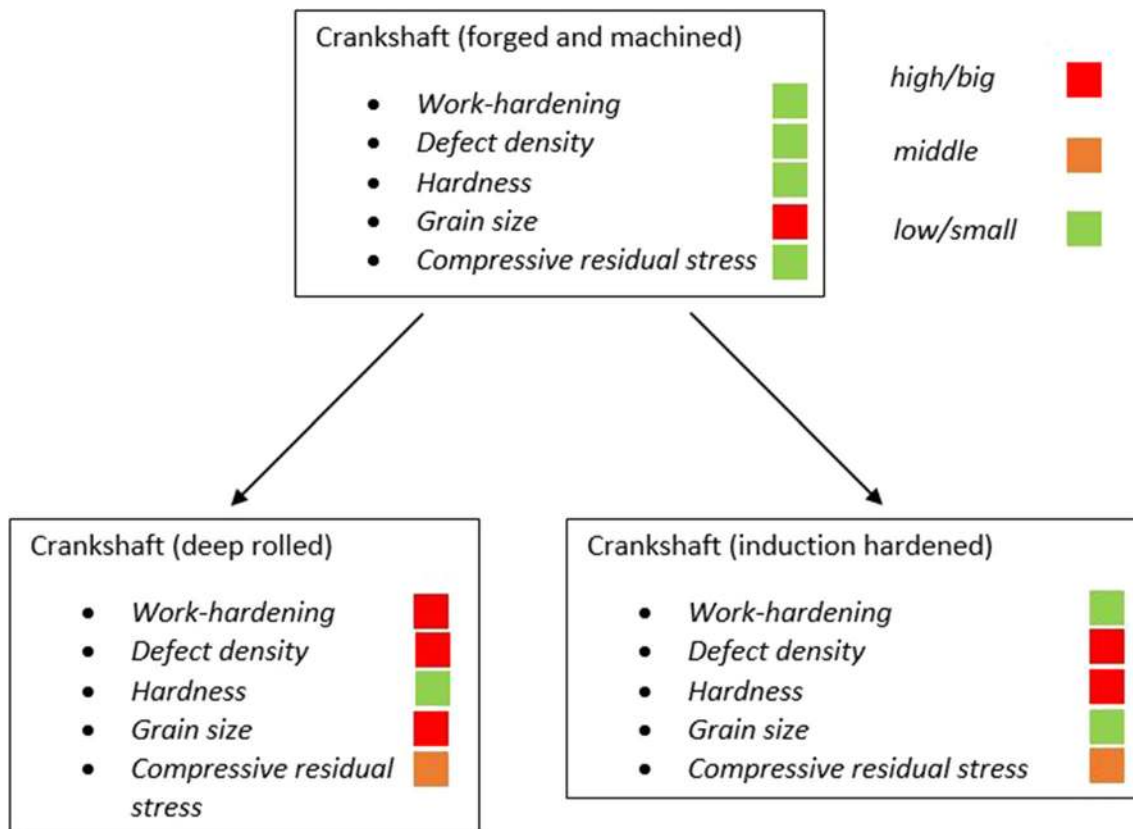 Crankshaft (forged and machined)
• Work-hardening
• Defect density
• Hardness
• Grain size
• Compressive residual stress
high/big
middle
low/small
Crankshaft (deep rolled)
• Work-hardening
• Defect density
• Hardness
• Grain size
• Compressive residual
stress
Crankshaft (induction hardened)
• Work-hardening
• Defect density
• Hardness
• Grain size
• Compressive residual stress